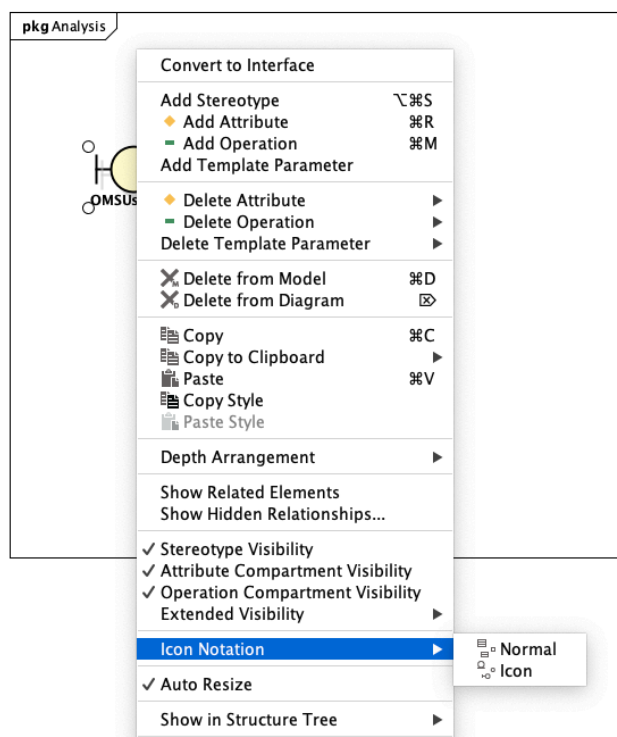 pkg Analysis
Convert to Interface
Add Stereotype ⌥⌘S
Add Attribute ⌘R
Add Operation ⌘M
Add Template Parameter
OMSUs
Delete Attribute
Delete Operation
Delete Template Parameter
Delete from Model ⌘D
Delete from Diagram ⌦
Copy ⌘C
Copy to Clipboard
Paste ⌘V
Copy Style
Paste Style
Depth Arrangement
Show Related Elements
Show Hidden Relationships...
Stereotype Visibility
Attribute Compartment Visibility
Operation Compartment Visibility
Extended Visibility
Icon Notation
Normal
Icon
Auto Resize
Show in Structure Tree